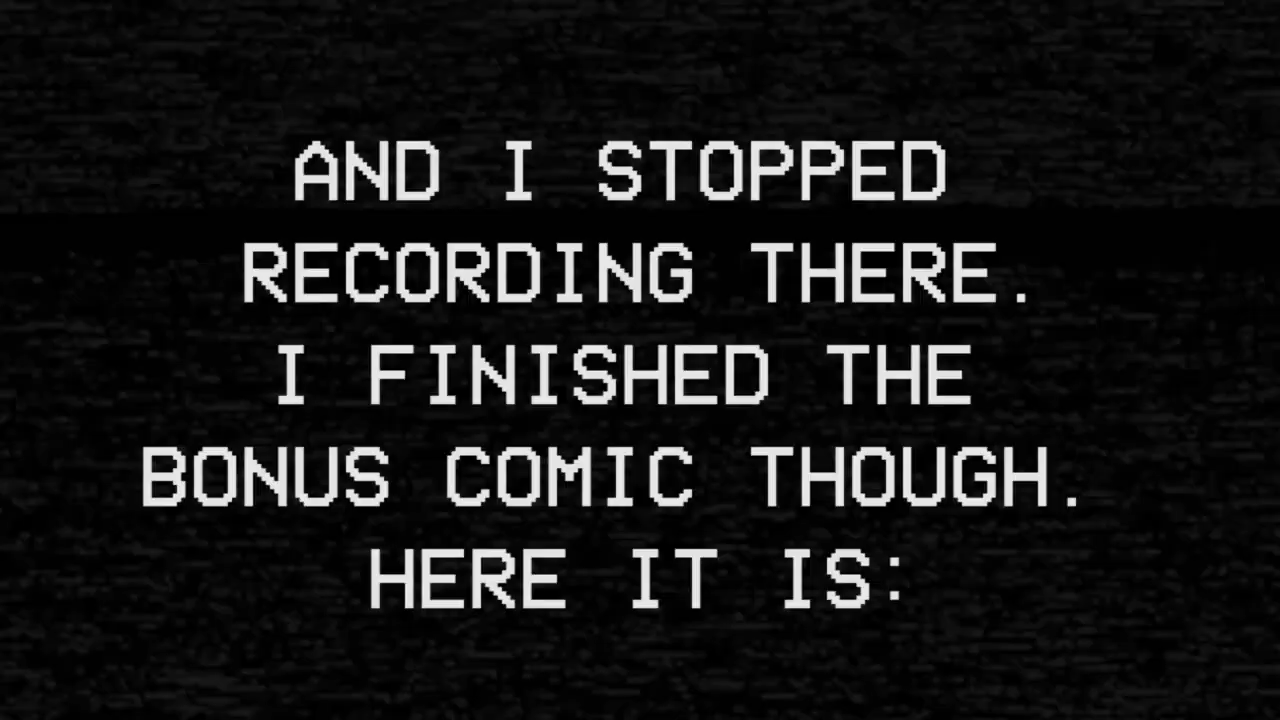 AND I STOPPED
RECORDING THERE.
I FINISHED THE
BONUS COMIC THOUGH.
HERE IT IS: